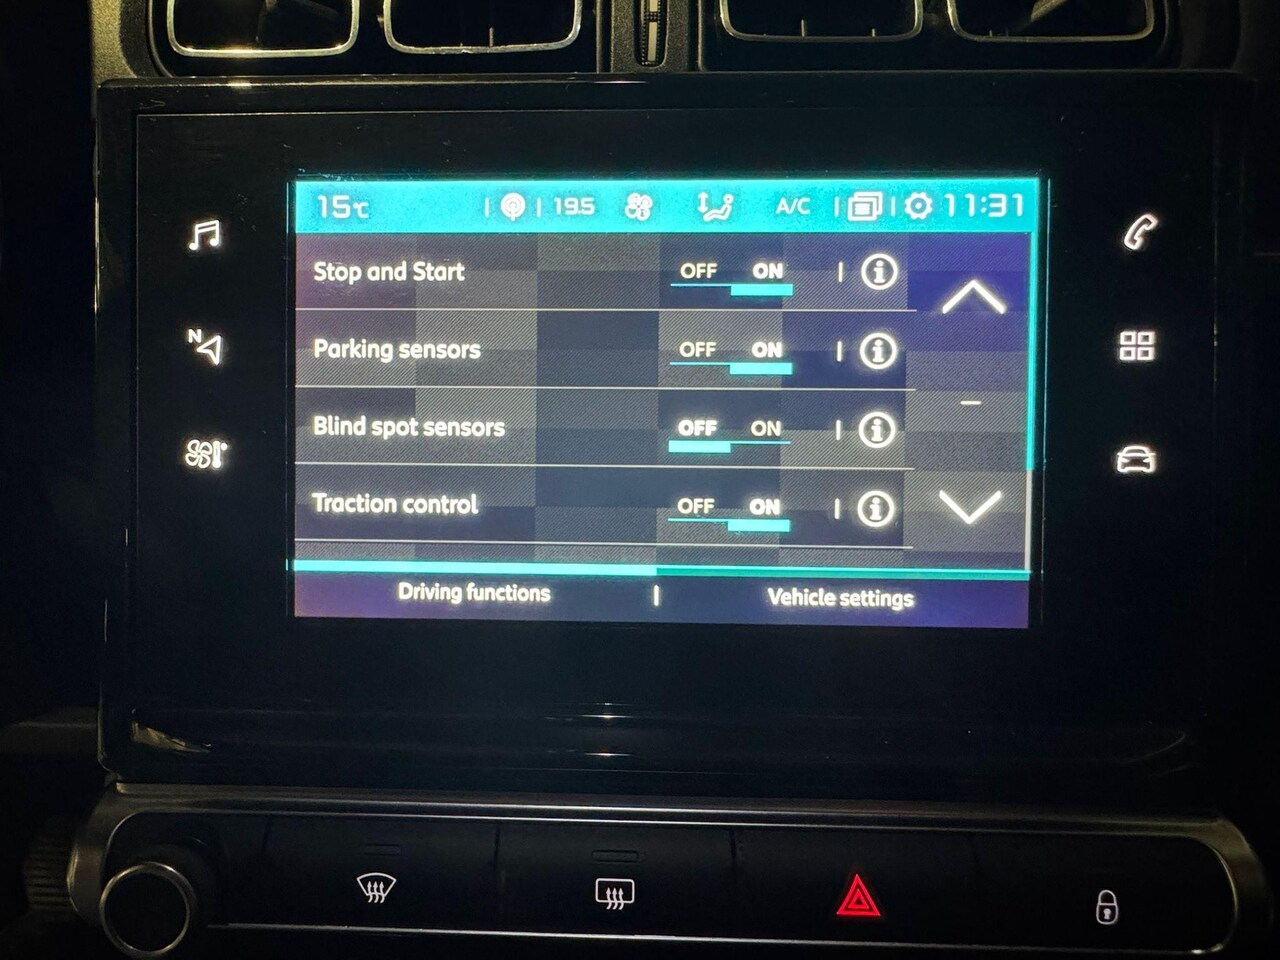 15°C 19.5 A/C 11:31
Stop and Start OFF ON
Parking sensors OFF ON
N
Blind spot sensors OFF ON
Traction control OFF ON
Driving functions Vehicle settings